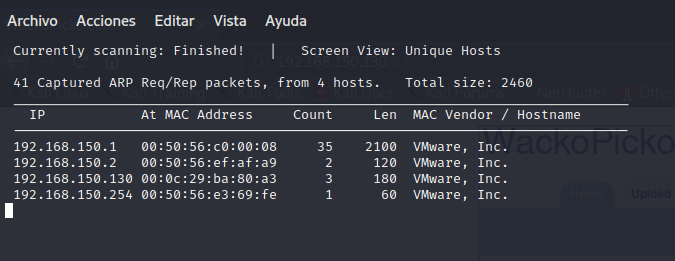 Archivo Acciones Editar Vista Ayuda
Currently scanning: Finished! | Screen View: Unique Hosts
41 Captured ARP Req/Rep packets, from 4 hosts. Total size: 2460
IP At MAC Address Count Len MAC Vendor / Hostname
192.168.150.1 00:50:56:c0:00:08 35 2100 VMware, Inc.
192.168.150.2 00:50:56:ef:af:a9 2 120 VMware, Inc.
192.168.150.130 00:0c:29:ba:80:a3 3 180 VMware, Inc.
192.168.150.254 00:50:56:e3:69:fe 1 60 VMware, Inc.
WackoPicko
Home Upload